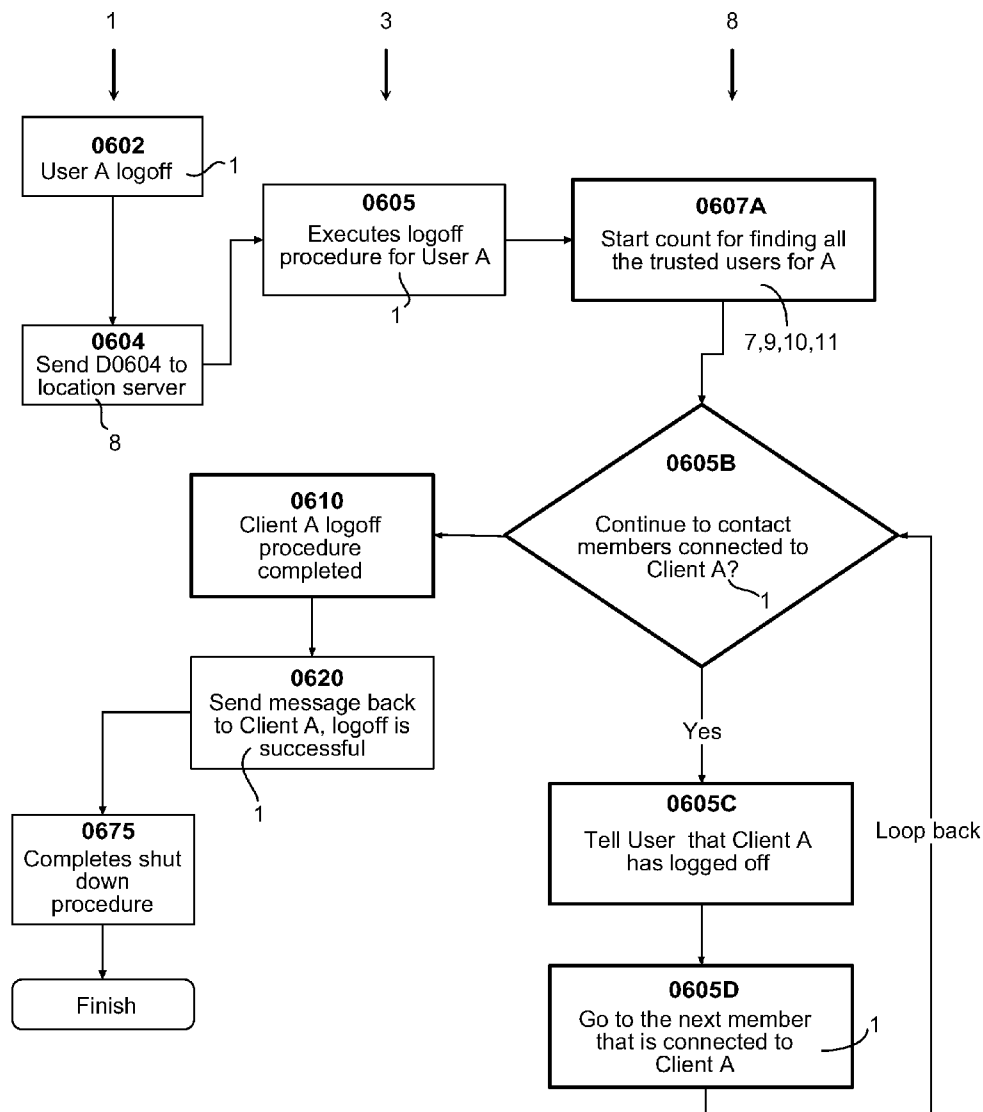 1
3
8
0602
User A logoff
1
0604
Send D0604 to
location server
8
0605
Executes logoff
procedure for User A
1
0607A
Start count for finding all
the trusted users for A
7,9,10,11
0605B
Continue to contact
members connected to
Client A?
1
0610
Client A logoff
procedure
completed
0620
Send message back
to Client A, logoff is
successful
1
0675
Completes shut
down
procedure
Finish
Yes
0605C
Tell User that Client A
has logged off
Loop back
0605D
Go to the next member
that is connected to
Client A
1